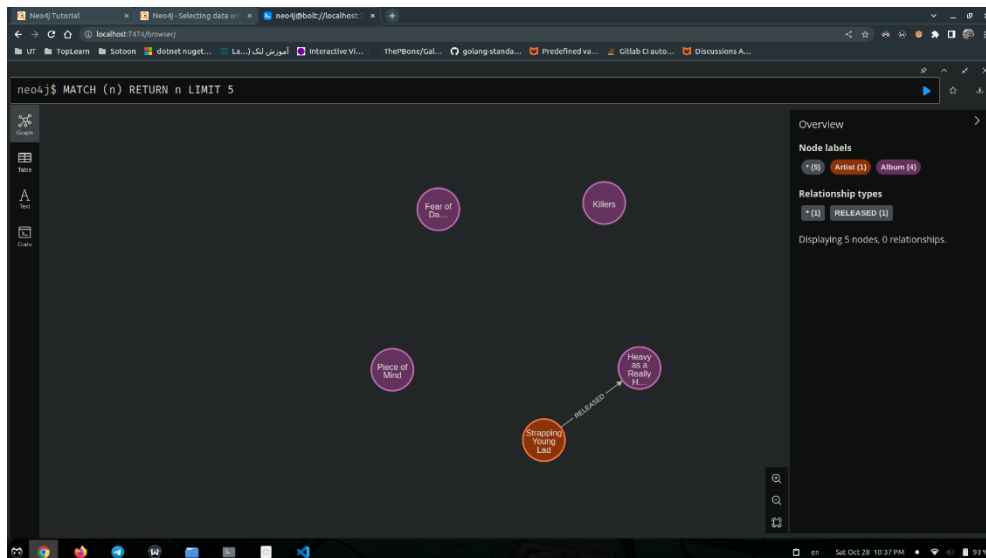 Neo4j Tutorial
Neo4j - Selecting data wi
neo4j@bolt://localhost:
localhost:7474/browser/
UT TopLearn Sotoon dotnet nuget... آموزش لنک (...La Interactive Vi... ThePBone/Gal... golang-standa... Predefined va... Gitlab CI auto... Discussions A...
neo4j$ MATCH (n) RETURN n LIMIT 5
Graph
Table
Text
Code
Fear of
Da...
Killers
Piece of
Mind
Heavy
as a
Really
H...
RELEASED
Strapping
Young
Lad
Overview
Node labels
* (5) Artist (1) Album (4)
Relationship types
* (1) RELEASED (1)
Displaying 5 nodes, 0 relationships.
en Sat Oct 28 10:37 PM 93%